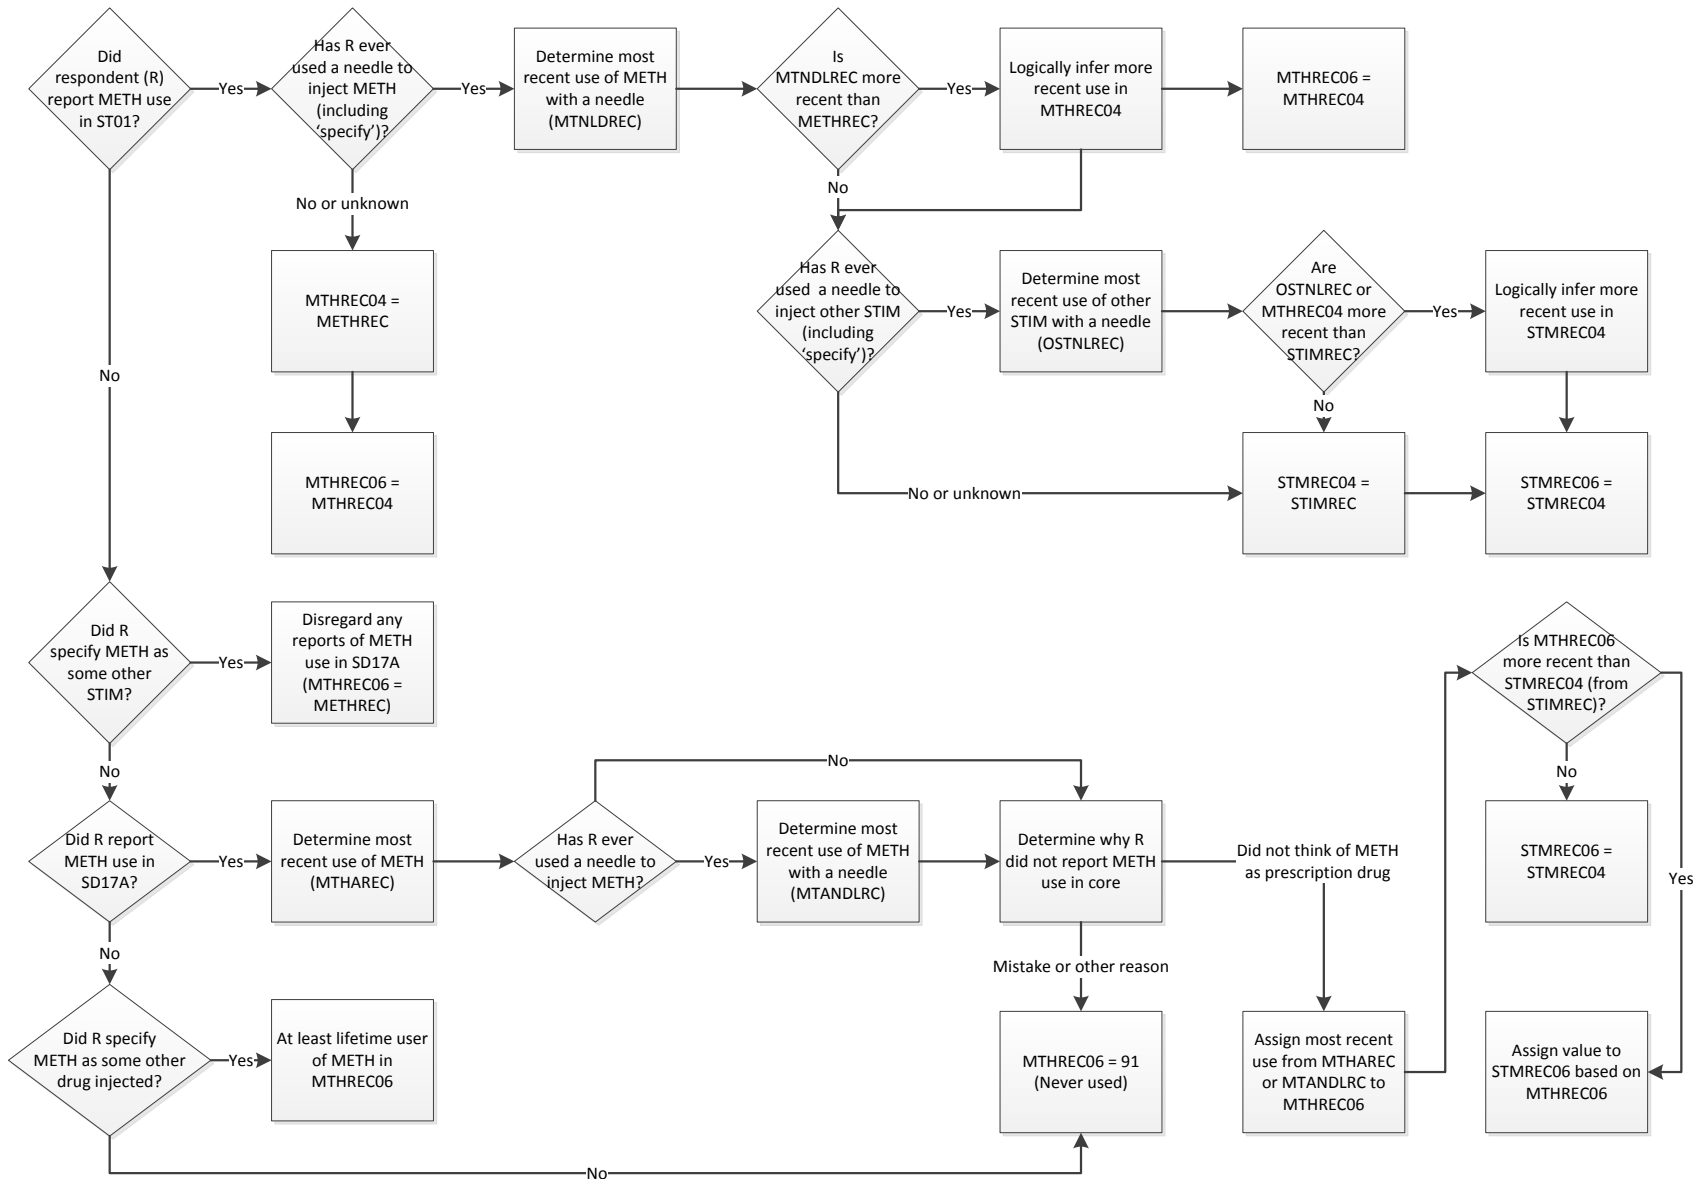 Did
respondent (R)
report METH use
in ST01?
Yes
Has R ever
used a needle to
inject METH
(including
‘specify’)?
Yes
Determine most
recent use of METH
with a needle
(MTNLDREC)
Is
MTNDLREC more
recent than
METHREC?
Yes
Logically infer more
recent use in
MTHREC04
MTHREC06 =
MTHREC04
No or unknown
No
MTHREC04 =
METHREC
MTHREC06 =
MTHREC04
Has R ever
used a needle to
inject other STIM
(including
‘specify’)?
Yes
Determine most
recent use of other
STIM with a needle
(OSTNLREC)
Are
OSTNLREC or
MTHREC04 more
recent than
STIMREC?
Yes
Logically infer more
recent use in
STMREC04
No
No or unknown
STMREC04 =
STIMREC
STMREC06 =
STMREC04
No
Did R
specify METH as
some other
STIM?
Yes
Disregard any
reports of METH
use in SD17A
(MTHREC06 =
METHREC)
No
Did R report
METH use in
SD17A?
Yes
Determine most
recent use of METH
(MTHAREC)
Has R ever
used a needle to
inject METH?
No
Yes
Determine most
recent use of METH
with a needle
(MTANDLRC)
Determine why R
did not report METH
use in core
Did not think of METH
as prescription drug
Is MTHREC06
more recent than
STMREC04 (from
STIMREC)?
No
Yes
STMREC06 =
STMREC04
No
Mistake or other reason
Did R specify
METH as some other
drug injected?
Yes
At least lifetime user
of METH in
MTHREC06
MTHREC06 = 91
(Never used)
Assign most recent
use from MTHAREC
or MTANDLRC to
MTHREC06
Assign value to
STMREC06 based on
MTHREC06
No